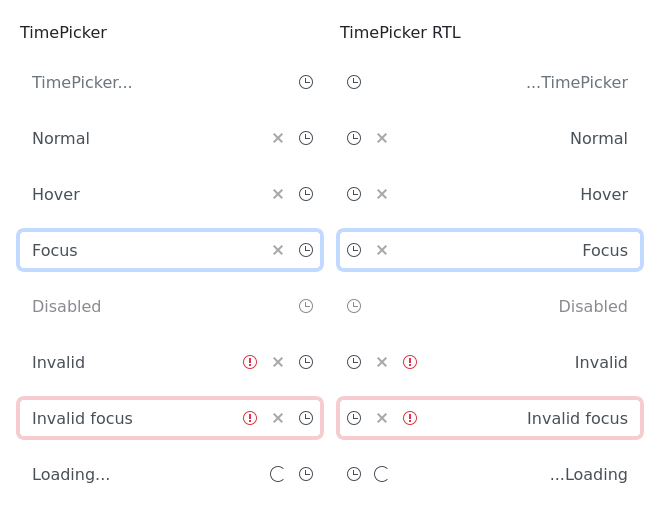 TimePicker
TimePicker RTL
TimePicker...
...TimePicker
Normal
Normal
Hover
Hover
Focus
Focus
Disabled
Disabled
Invalid
Invalid
Invalid focus
Invalid focus
Loading...
...Loading